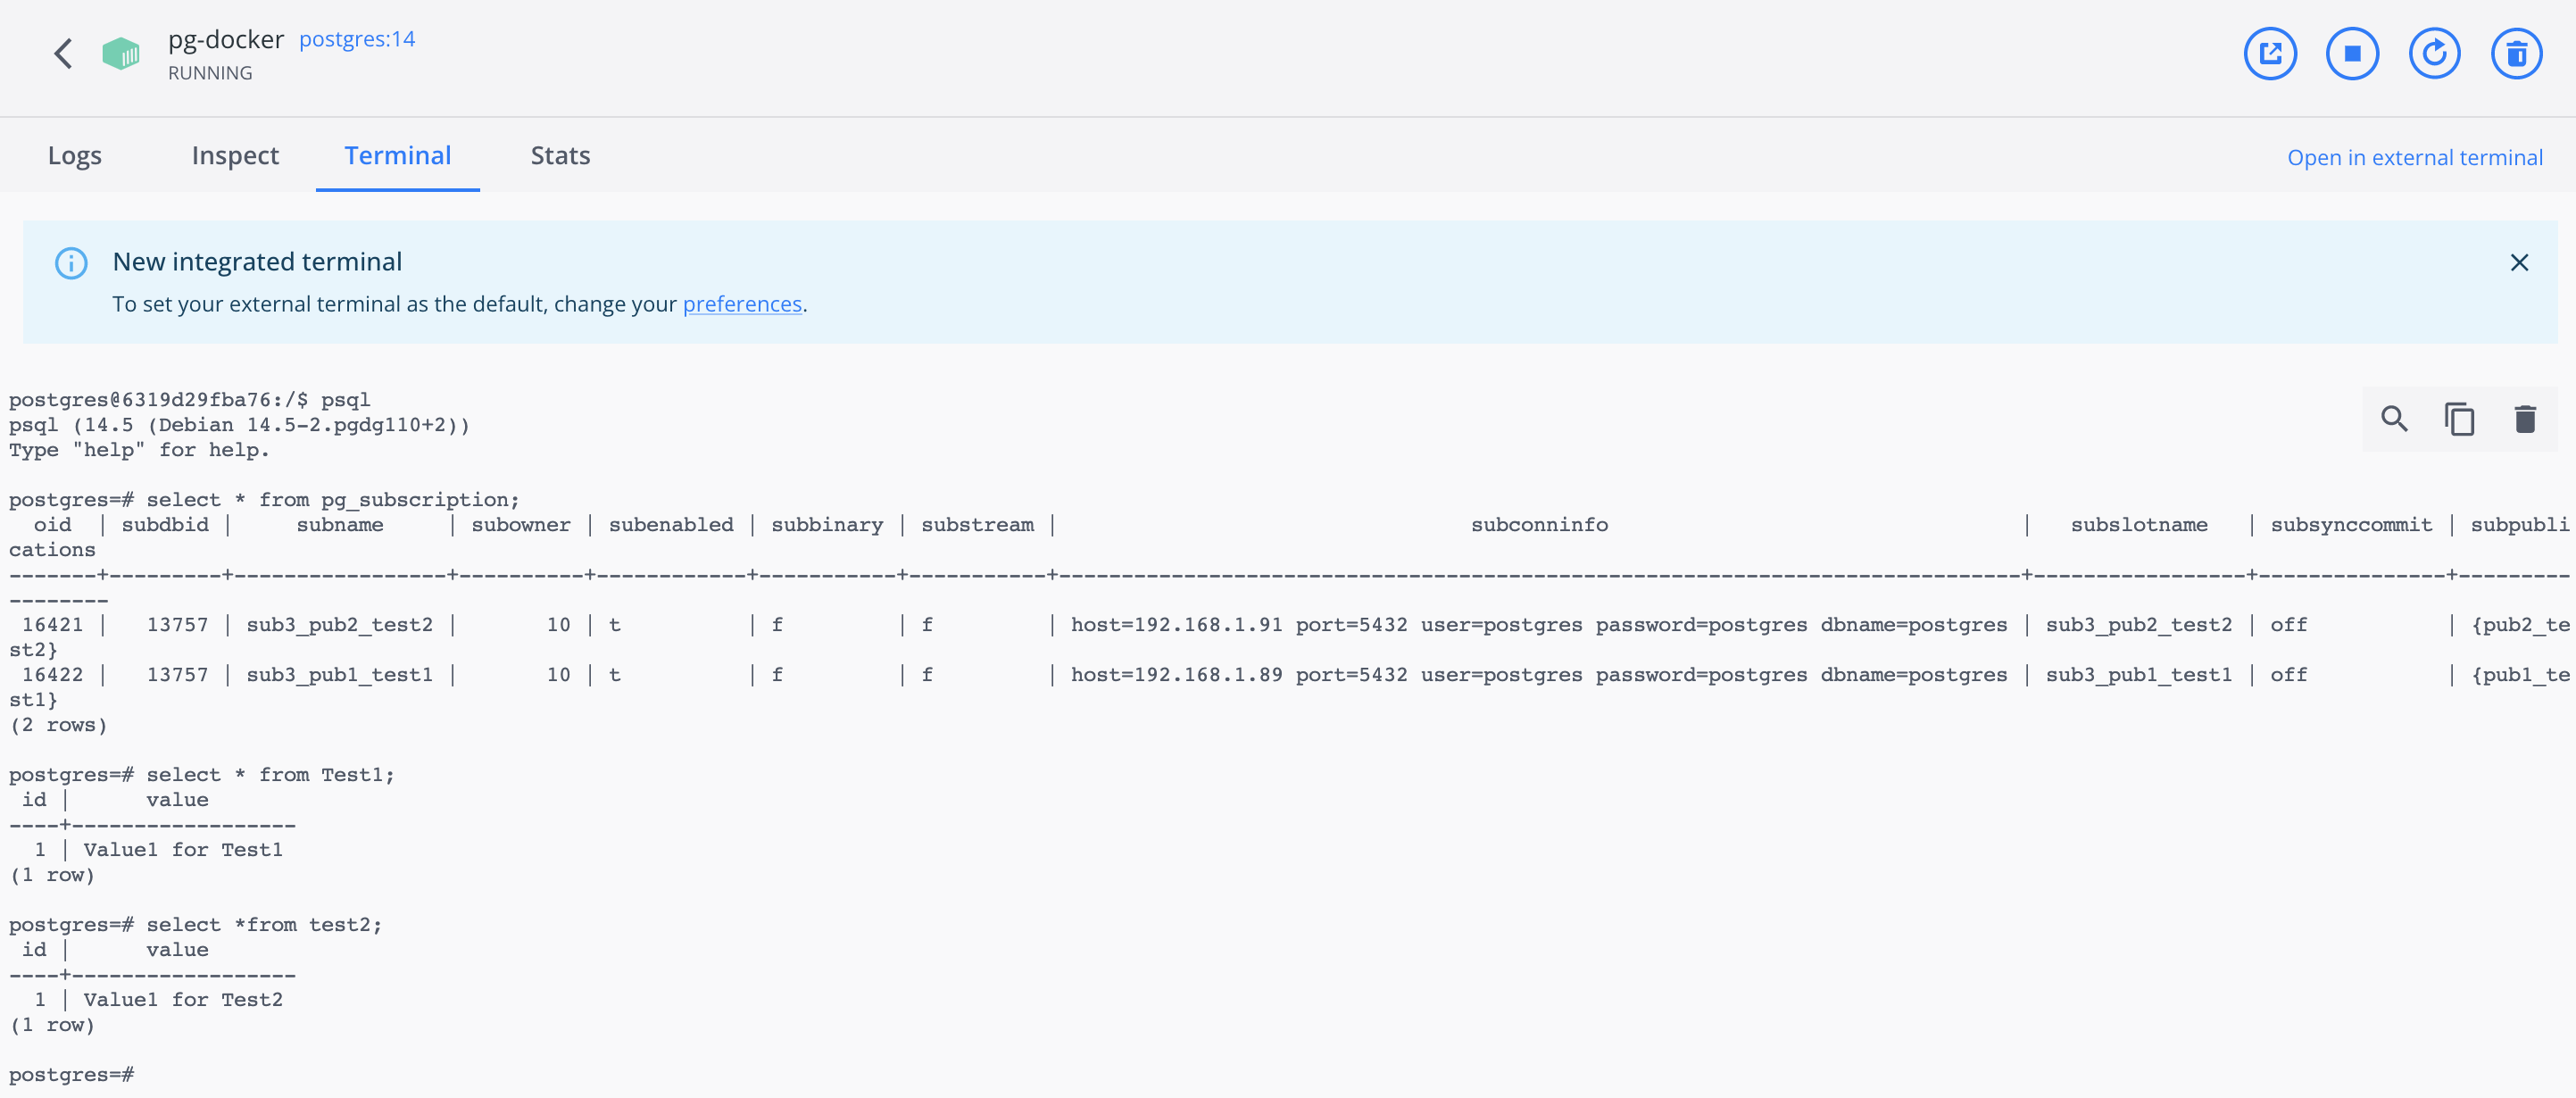 pg-docker postgres:14
RUNNING
Logs Inspect Terminal Stats Open in external terminal
New integrated terminal
To set your external terminal as the default, change your preferences.
postgres@6319d29fba76:/$ psql
psql (14.5 (Debian 14.5-2.pgdg110+2))
Type "help" for help.
postgres=# select * from pg_subscription;
  oid  | subdbid |     subname     | subowner | subenabled | subbinary | substream |                                 subconninfo                                 |   subslotname   | subsynccommit | subpubli
cations
-------+---------+-----------------+----------+------------+-----------+-----------+-----------------------------------------------------------------------------+-----------------+---------------+---------
--------
 16421 |   13757 | sub3_pub2_test2 |       10 | t          | f         | f         | host=192.168.1.91 port=5432 user=postgres password=postgres dbname=postgres | sub3_pub2_test2 | off           | {pub2_te
st2}
 16422 |   13757 | sub3_pub1_test1 |       10 | t          | f         | f         | host=192.168.1.89 port=5432 user=postgres password=postgres dbname=postgres | sub3_pub1_test1 | off           | {pub1_te
st1}
(2 rows)
postgres=# select * from Test1;
 id |      value
----+------------------
  1 | Value1 for Test1
(1 row)
postgres=# select *from test2;
 id |      value
----+------------------
  1 | Value1 for Test2
(1 row)
postgres=#